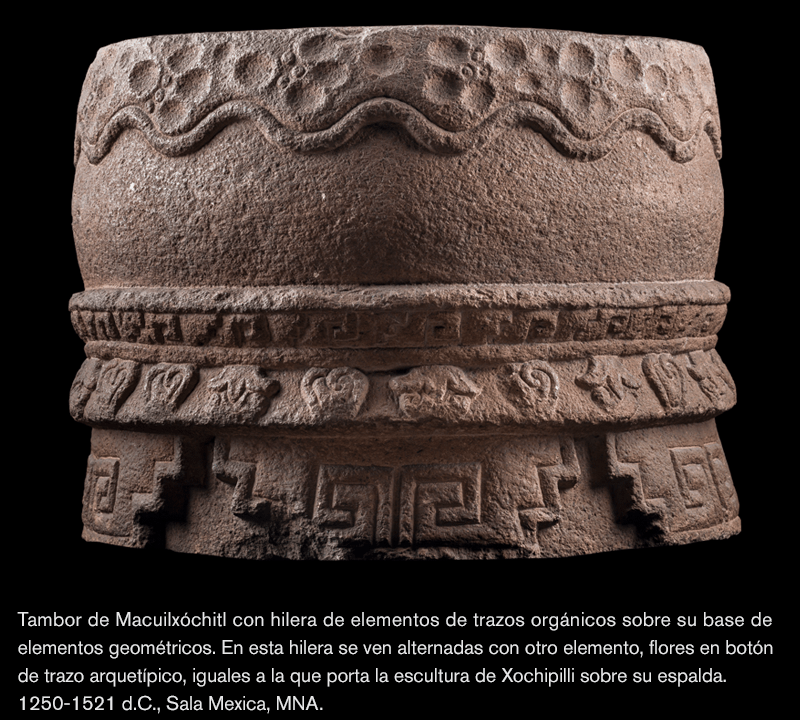 Tambor de Macuilxóchitl con hilera de elementos de trazos orgánicos sobre su base de
elementos geométricos. En esta hilera se ven alternadas con otro elemento, flores en botón
de trazo arquetípico, iguales a la que porta la escultura de Xochipilli sobre su espalda.
1250-1521 d.C., Sala Mexica, MNA.